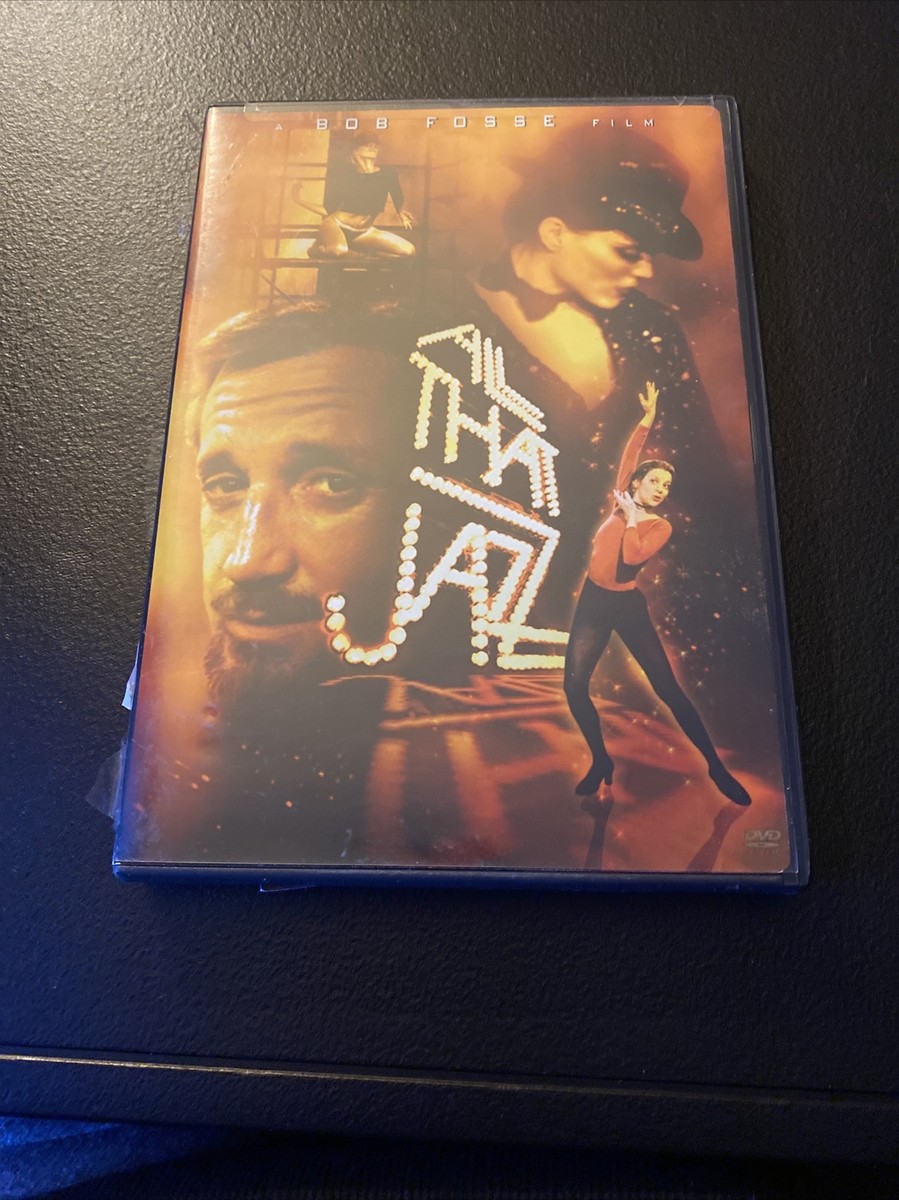 A BOB FOSSE FILM
ALL
THAT
JAZZ
DVD